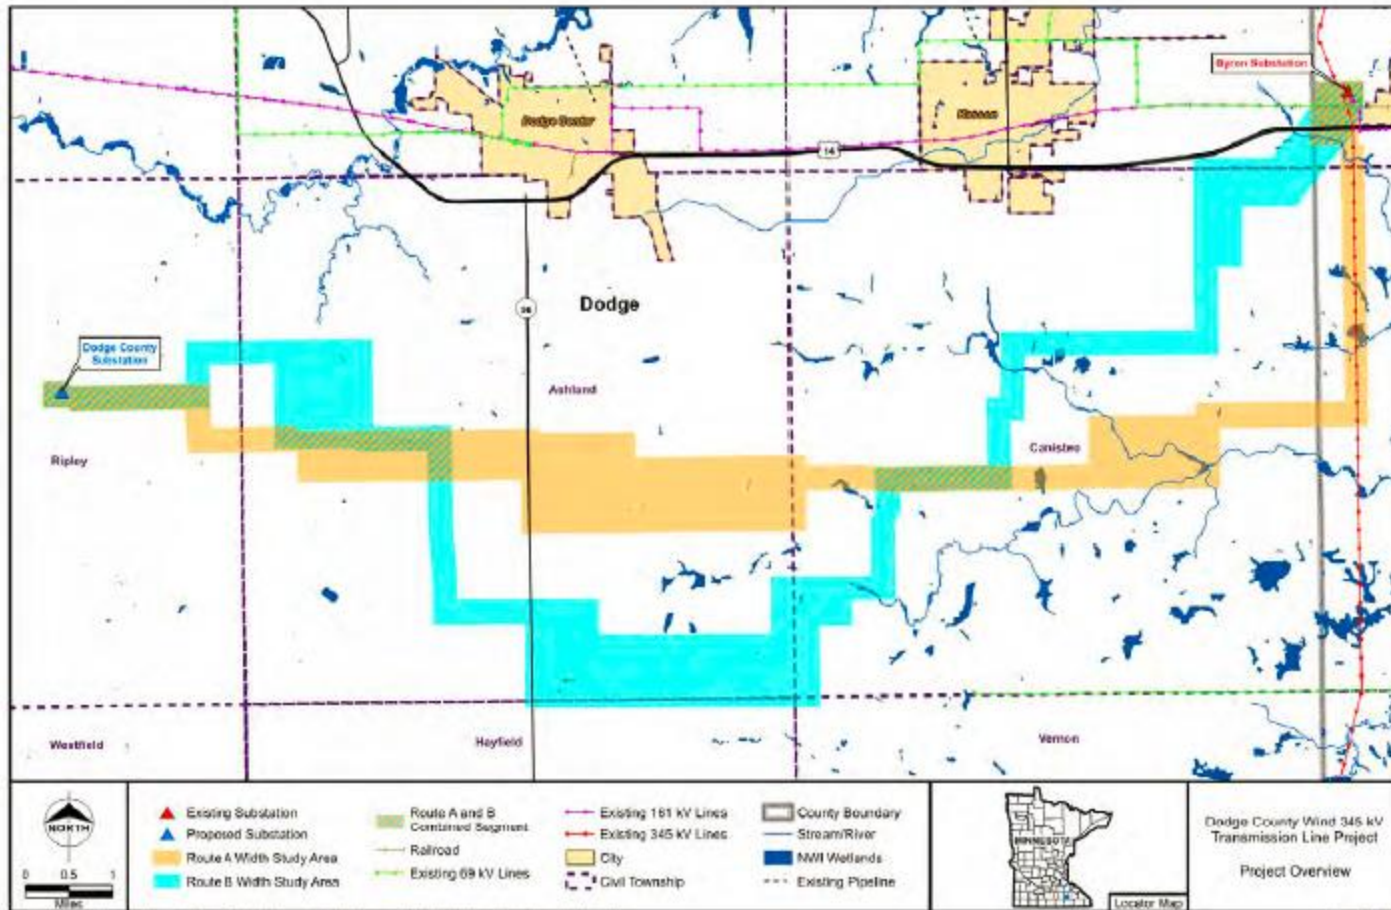 Byron Substation
Dodge Center
Kasson
14
56
Dodge
Dodge County
Substation
Ashland
Ripley
Canisteo
Westfield
Hayfield
Vernon
NORTH
0 0.5 1
Miles
Existing Substation
Proposed Substation
Route A Width Study Area
Route B Width Study Area
Route A and B
Combined Segment
Railroad
Existing 69 kV Lines
Existing 161 kV Lines
Existing 345 kV Lines
City
Civil Township
County Boundary
Stream/River
NWI Wetlands
Existing Pipeline
MINNESOTA
Locator Map
Dodge County Wind 345 kV
Transmission Line Project
Project Overview